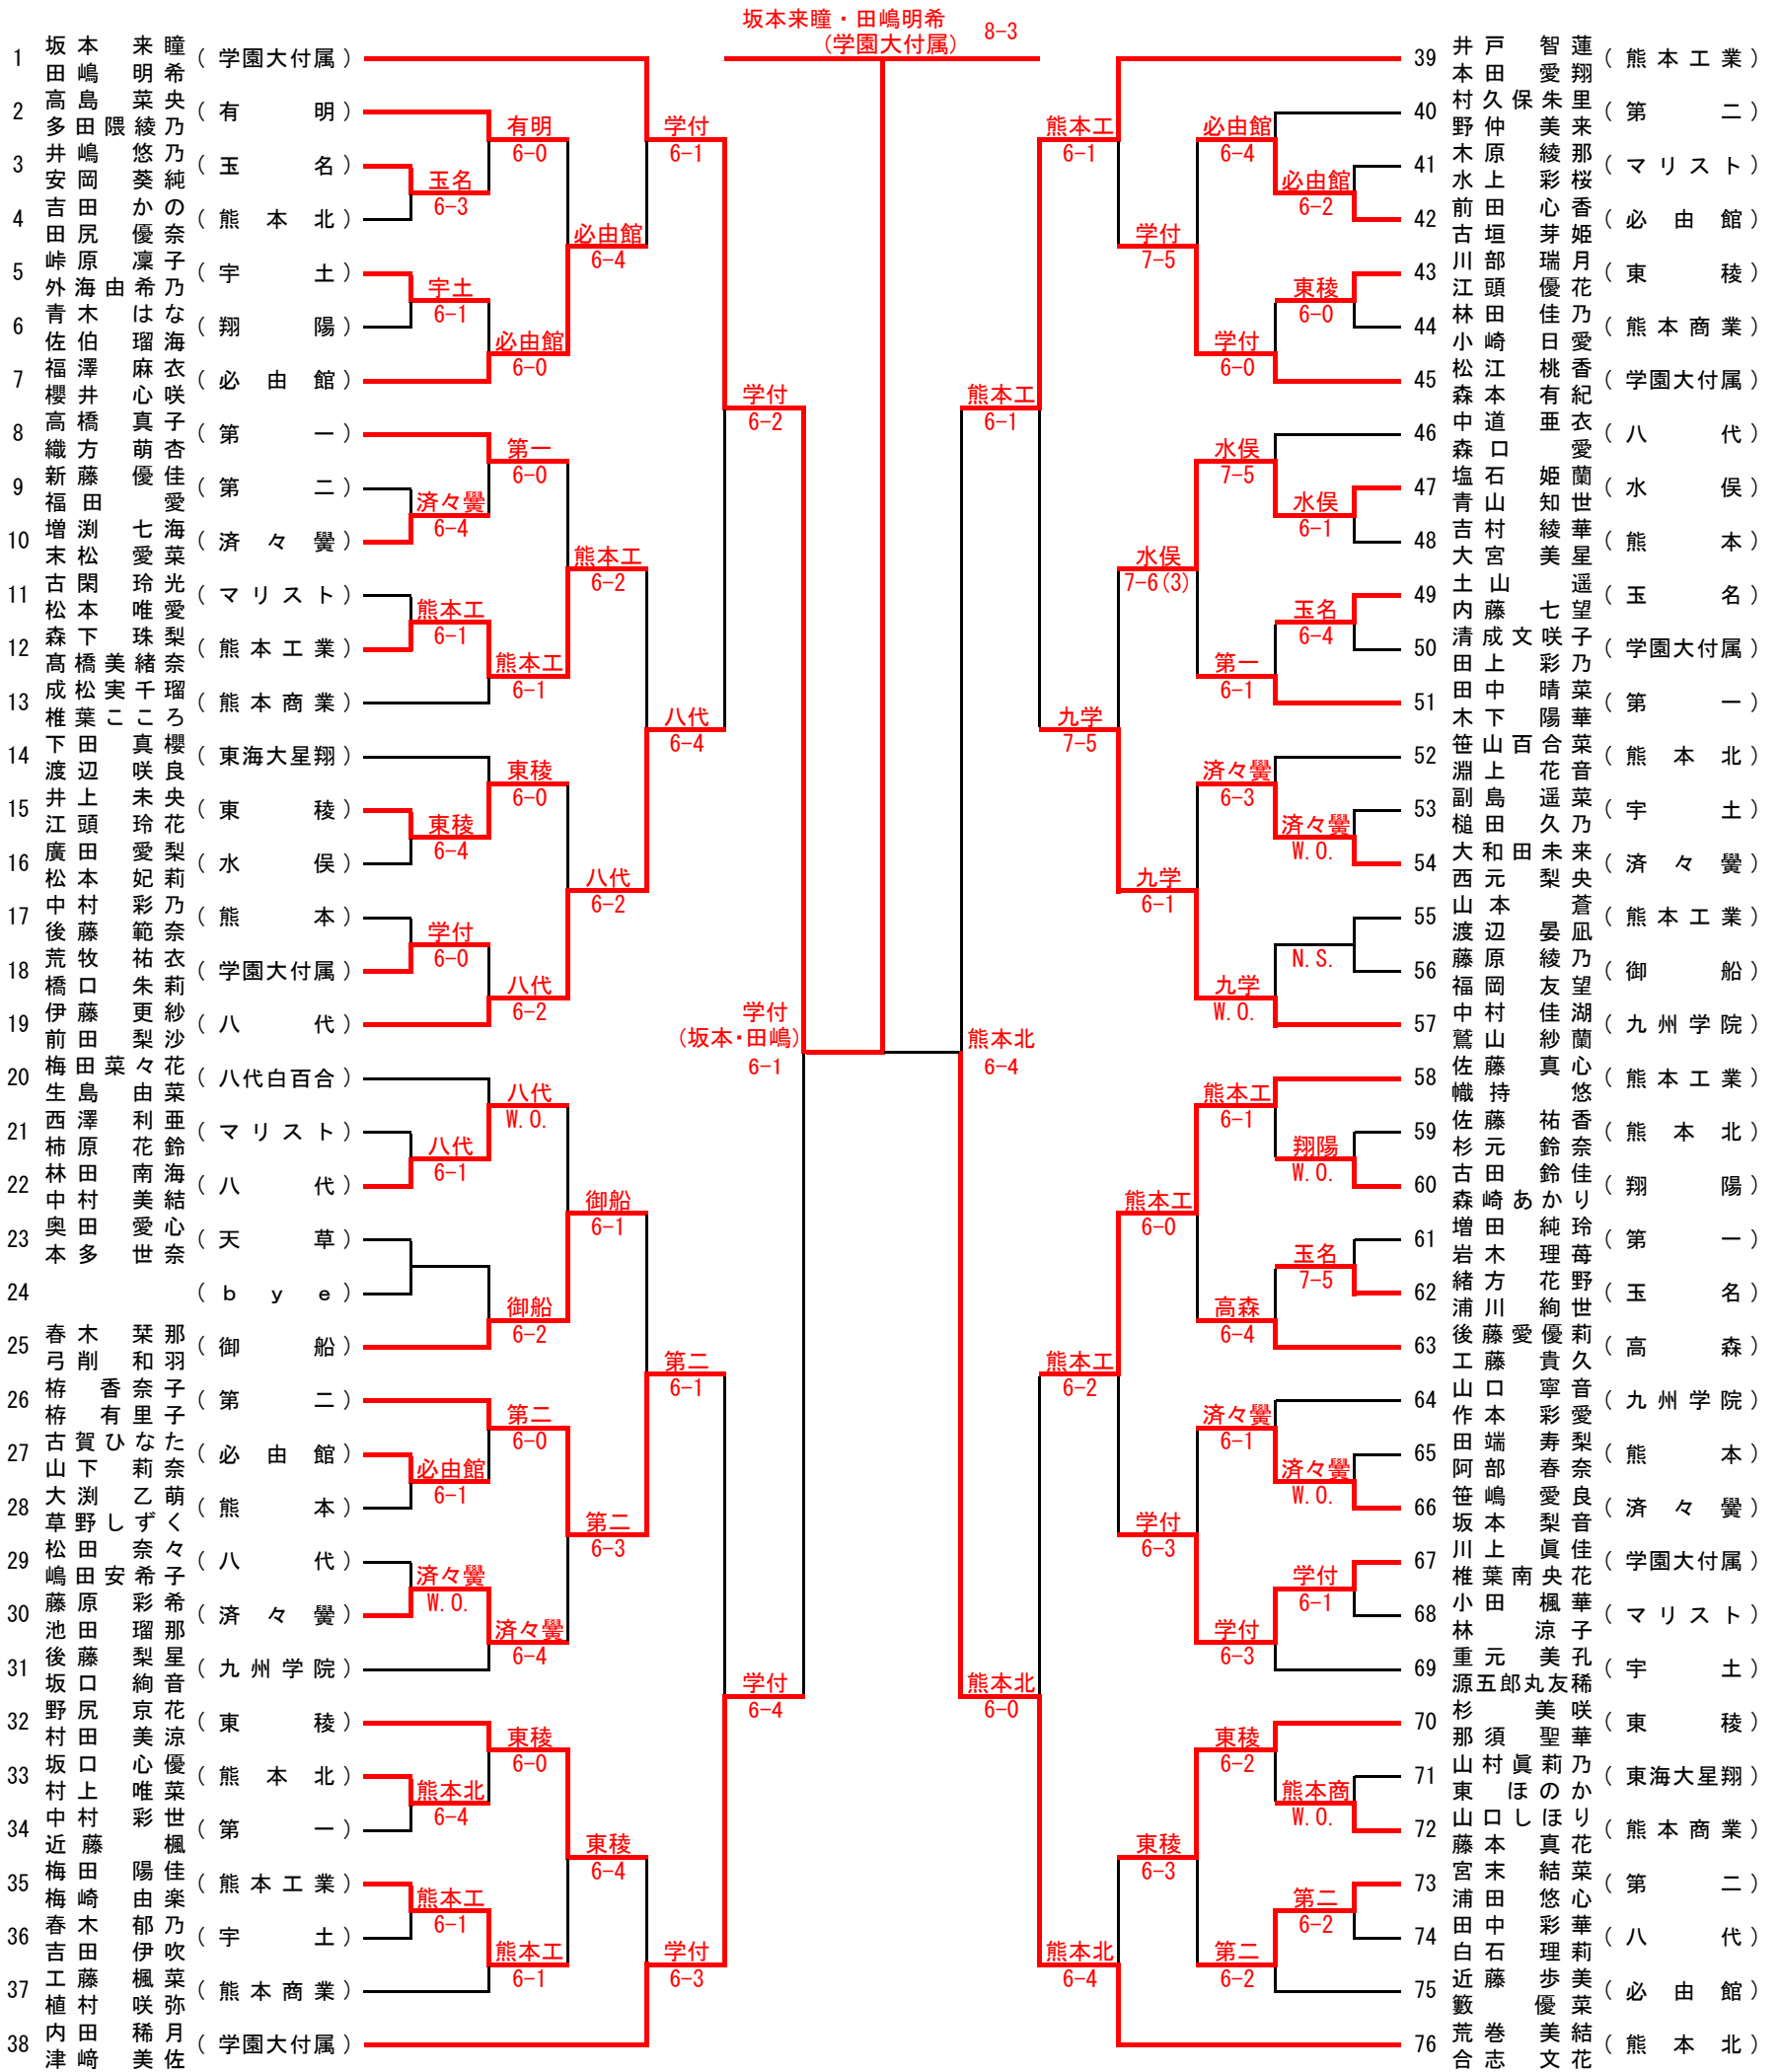 坂本来瞳・田嶋明希 8-3
(学園大付属)
1 坂本 来瞳 田嶋 明希 (学園大付属)
2 高島 菜央 多田隈綾乃 (有明)
3 井嶋 悠乃 安岡 葵純 (玉名)
4 吉田 かの 田尻 優奈 (熊本北)
5 峠原 凜子 外海由希乃 (宇土)
6 青木 はな 佐伯 瑠海 (翔陽)
7 福澤 麻衣 櫻井 心咲 (必由館)
8 高橋 真子 織方 萌杏 (第一)
9 新藤 優佳 福田 愛 (第二)
10 増渕 七海 末松 愛菜 (済々黌)
11 古閑 玲光 松本 唯愛 (マリスト)
12 森下 珠梨 髙橋美緒奈 (熊本工業)
13 成松実千瑠 椎葉こころ (熊本商業)
14 下田 真櫻 渡辺 咲良 (東海大星翔)
15 井上 未央 江頭 玲花 (東稜)
16 廣田 愛梨 松本 妃莉 (水俣)
17 中村 彩乃 後藤 範奈 (熊本)
18 荒牧 祐衣 橋口 朱莉 (学園大付属)
19 伊藤 更紗 前田 梨沙 (八代)
20 梅田菜々花 生島 由菜 (八代白百合)
21 西澤 利亜 柿原 花鈴 (マリスト)
22 林田 南海 中村 美結 (八代)
23 奥田 愛心 本多 世奈 (天草)
24 (bye)
25 春木 栞那 弓削 和羽 (御船)
26 栫 香奈子 栫 有里子 (第二)
27 古賀ひなた 山下 莉奈 (必由館)
28 大渕 乙萌 草野しずく (熊本)
29 松田 奈々 嶋田安希子 (八代)
30 藤原 彩希 池田 瑠那 (済々黌)
31 後藤 梨星 坂口 絢音 (九州学院)
32 野尻 京花 村田 美涼 (東稜)
33 坂口 心優 村上 唯菜 (熊本北)
34 中村 彩世 近藤 楓 (第一)
35 梅田 陽佳 梅崎 由楽 (熊本工業)
36 春木 郁乃 吉田 伊吹 (宇土)
37 工藤 楓菜 植村 咲弥 (熊本商業)
38 内田 稀月 津﨑 美佐 (学園大付属)
玉名 6-3
宇土 6-1
済々黌 6-4
熊本工 6-1
東稜 6-4
学付 6-0
八代 6-1
必由館 6-1
済々黌 W.O.
熊本北 6-4
熊本工 6-1
有明 6-0
必由館 6-0
第一 6-0
熊本工 6-1
東稜 6-0
八代 6-2
八代 W.O.
御船 6-2
第二 6-0
済々黌 6-4
東稜 6-0
熊本工 6-1
必由館 6-4
熊本工 6-2
八代 6-2
御船 6-1
第二 6-3
東稜 6-4
学付 6-1
八代 6-4
第二 6-1
学付 6-3
学付 6-2
学付 6-4
学付
(坂本・田嶋)
6-1
熊本北
6-4
熊本工 6-1
熊本北 6-0
熊本工 6-1
九学 7-5
熊本工 6-2
熊本北 6-4
学付 7-5
水俣 7-6(3)
九学 6-1
熊本工 6-0
学付 6-3
東稜 6-3
必由館 6-4
学付 6-0
水俣 7-5
第一 6-1
済々黌 6-3
九学 W.O.
熊本工 6-1
高森 6-4
済々黌 6-1
学付 6-3
東稜 6-2
第二 6-2
必由館 6-2
東稜 6-0
水俣 6-1
玉名 6-4
済々黌 W.O.
N.S.
翔陽 W.O.
玉名 7-5
済々黌 W.O.
学付 6-1
熊本商 W.O.
第二 6-2
39 井戸 智蓮 本田 愛翔 (熊本工業)
40 村久保朱里 野仲 美来 (第二)
41 木原 綾那 水上 彩桜 (マリスト)
42 前田 心香 古垣 芽姫 (必由館)
43 川部 瑞月 江頭 優花 (東稜)
44 林田 佳乃 小崎 日愛 (熊本商業)
45 松江 桃香 森本 有紀 (学園大付属)
46 中道 亜衣 森口 愛 (八代)
47 塩石 姫蘭 青山 知世 (水俣)
48 吉村 綾華 大宮 美星 (熊本)
49 土山 遥 内藤 七望 (玉名)
50 清成文咲子 田上 彩乃 (学園大付属)
51 田中 晴菜 木下 陽華 (第一)
52 笹山百合菜 淵上 花音 (熊本北)
53 副島 遥菜 槌田 久乃 (宇土)
54 大和田未来 西元 梨央 (済々黌)
55 山本 蒼 渡辺 晏凪 (熊本工業)
56 藤原 綾乃 福岡 友望 (御船)
57 中村 佳湖 鷲山 紗蘭 (九州学院)
58 佐藤 真心 幟持 悠 (熊本工業)
59 佐藤 祐香 杉元 鈴奈 (熊本北)
60 古田 鈴佳 森崎あかり (翔陽)
61 増田 純玲 岩木 理苺 (第一)
62 緒方 花野 浦川 絢世 (玉名)
63 後藤愛優莉 工藤 貴久 (高森)
64 山口 寧音 作本 彩愛 (九州学院)
65 田端 寿梨 阿部 春奈 (熊本)
66 笹嶋 愛良 坂本 梨音 (済々黌)
67 川上 眞佳 椎葉南央花 (学園大付属)
68 小田 楓華 林 涼子 (マリスト)
69 重元 美孔 源五郎丸友稀 (宇土)
70 杉 美咲 那須 聖華 (東稜)
71 山村眞莉乃 東 ほのか (東海大星翔)
72 山口しほり 藤本 真花 (熊本商業)
73 宮末 結菜 浦田 悠心 (第二)
74 田中 彩華 白石 理莉 (八代)
75 近藤 歩美 籔 優菜 (必由館)
76 荒巻 美結 合志 文花 (熊本北)